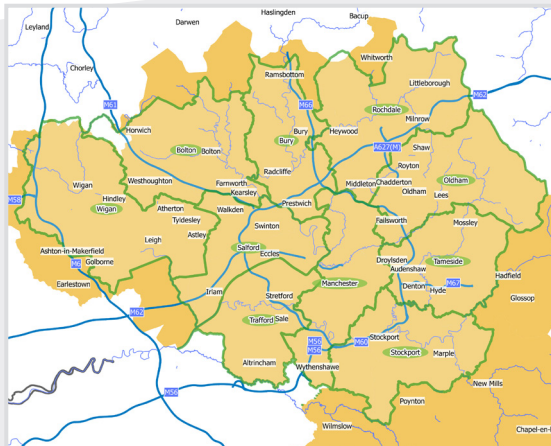 Haslingden
Bacup
Darwen
Leyland
Whitworth
Chorley
Ramsbottom
Littleborough
M62
M61
M66
Rochdale
Milnrow
Horwich
Bury
Heywood
Bury
A627(M)
Shaw
Bolton
Bolton
Royton
Radcliffe
Westhoughton
Farnworth
Middleton
Chadderton
Oldham
Wigan
Kearsley
Oldham
Lees
M58
Hindley
Prestwich
Wigan
Atherton
Walkden
Tyldesley
Failsworth
Mossley
Swinton
Astley
Leigh
Salford
Ashton-in-Makerfield
Eccles
Droylsden
Tameside
M6
Golborne
Audenshaw
Hadfield
Earlestown
Manchester
Denton
M67
Hyde
Irlam
Stretford
Glossop
M62
Trafford
Sale
Stockport
M56
M60
M56
Stockport
Marple
Altrincham
Wythenshawe
New Mills
M56
Poynton
Wilmslow
Chapel-en-l